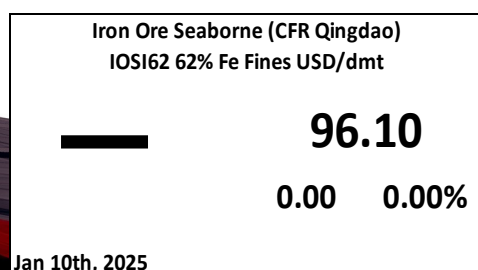 Iron Ore Seaborne (CFR Qingdao)
IOSI62 62% Fe Fines USD/dmt
96.10
0.00 0.00%
Jan 10th, 2025